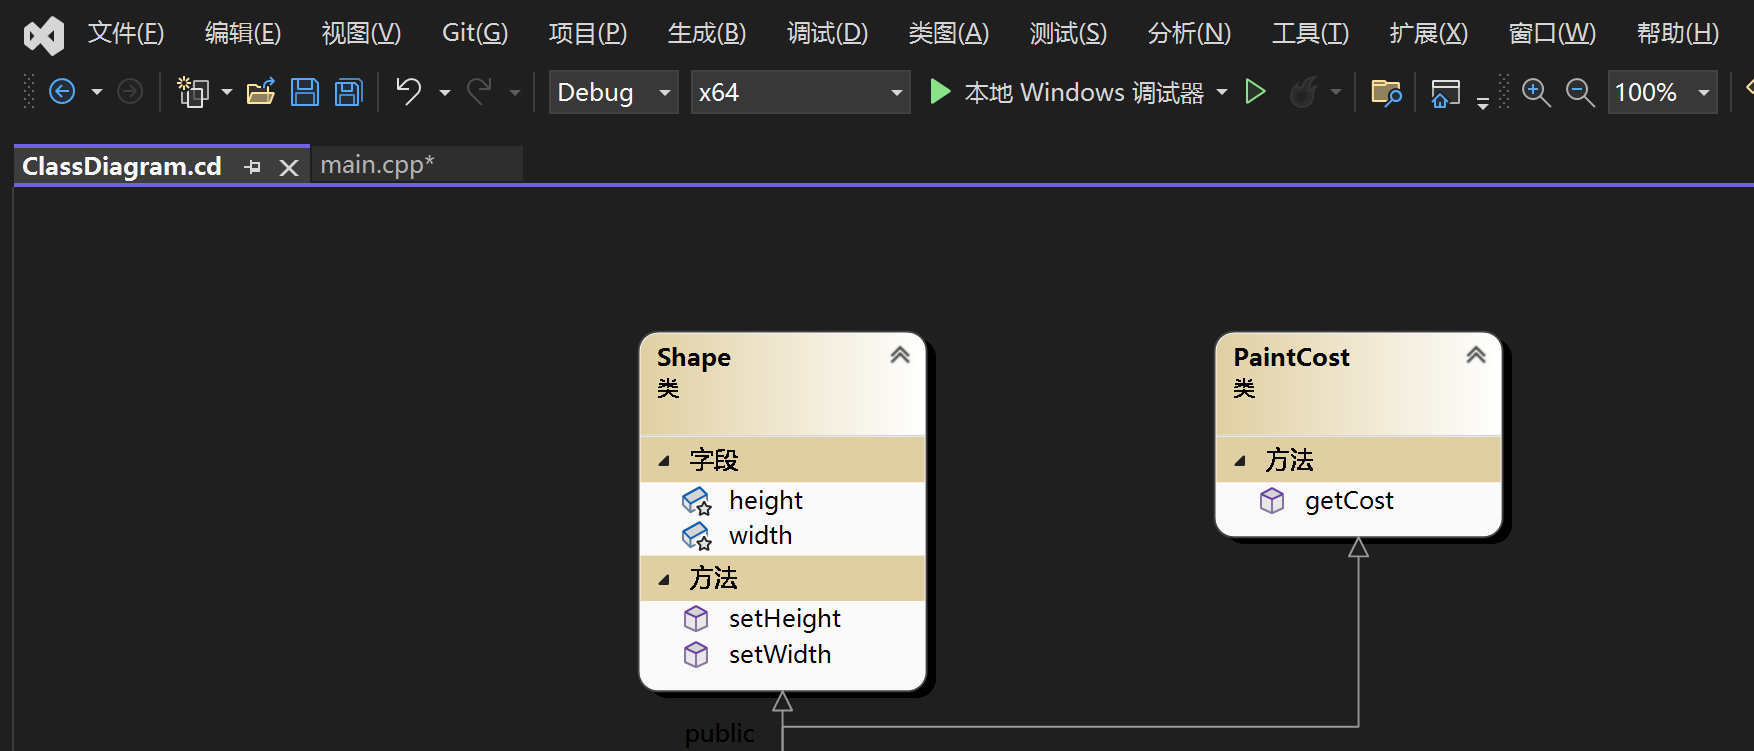 文件(F) 编辑(E) 视图(V) Git(G) 项目(P) 生成(B) 调试(D) 类图(A) 测试(S) 分析(N) 工具(T) 扩展(X) 窗口(W) 帮助(H)
Debug x64 本地 Windows 调试器 100%
ClassDiagram.cd main.cpp*
Shape
类
字段
height
width
方法
setHeight
setWidth
PaintCost
类
方法
getCost
public